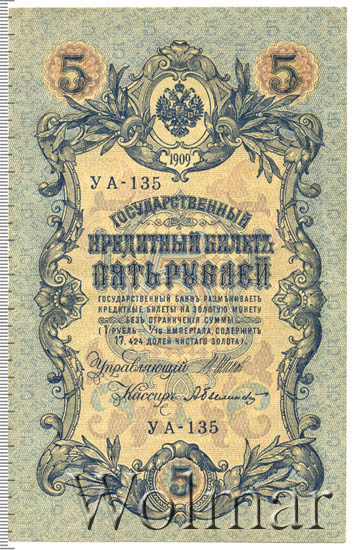 5 5
1909
УА-135
ГОСУДАРСТВЕННЫЙ
КРЕДИТНЫЙ БИЛЕТЪ
ПЯТЬ РУБЛЕЙ
ГОСУДАРСТВЕННЫЙ БАНКЪ РАЗМѢНИВАЕТЪ
КРЕДИТНЫЕ БИЛЕТЫ НА ЗОЛОТУЮ МОНЕТУ
БЕЗЪ ОГРАНИЧЕНІЯ СУММЫ
(1 РУБЛЬ = 1/15 ИМПЕРІАЛА, СОДЕРЖИТЪ
17,424 ДОЛЕЙ ЧИСТАГО ЗОЛОТА).
Управляющій
Кассиръ
УА-135
5
Wolmar